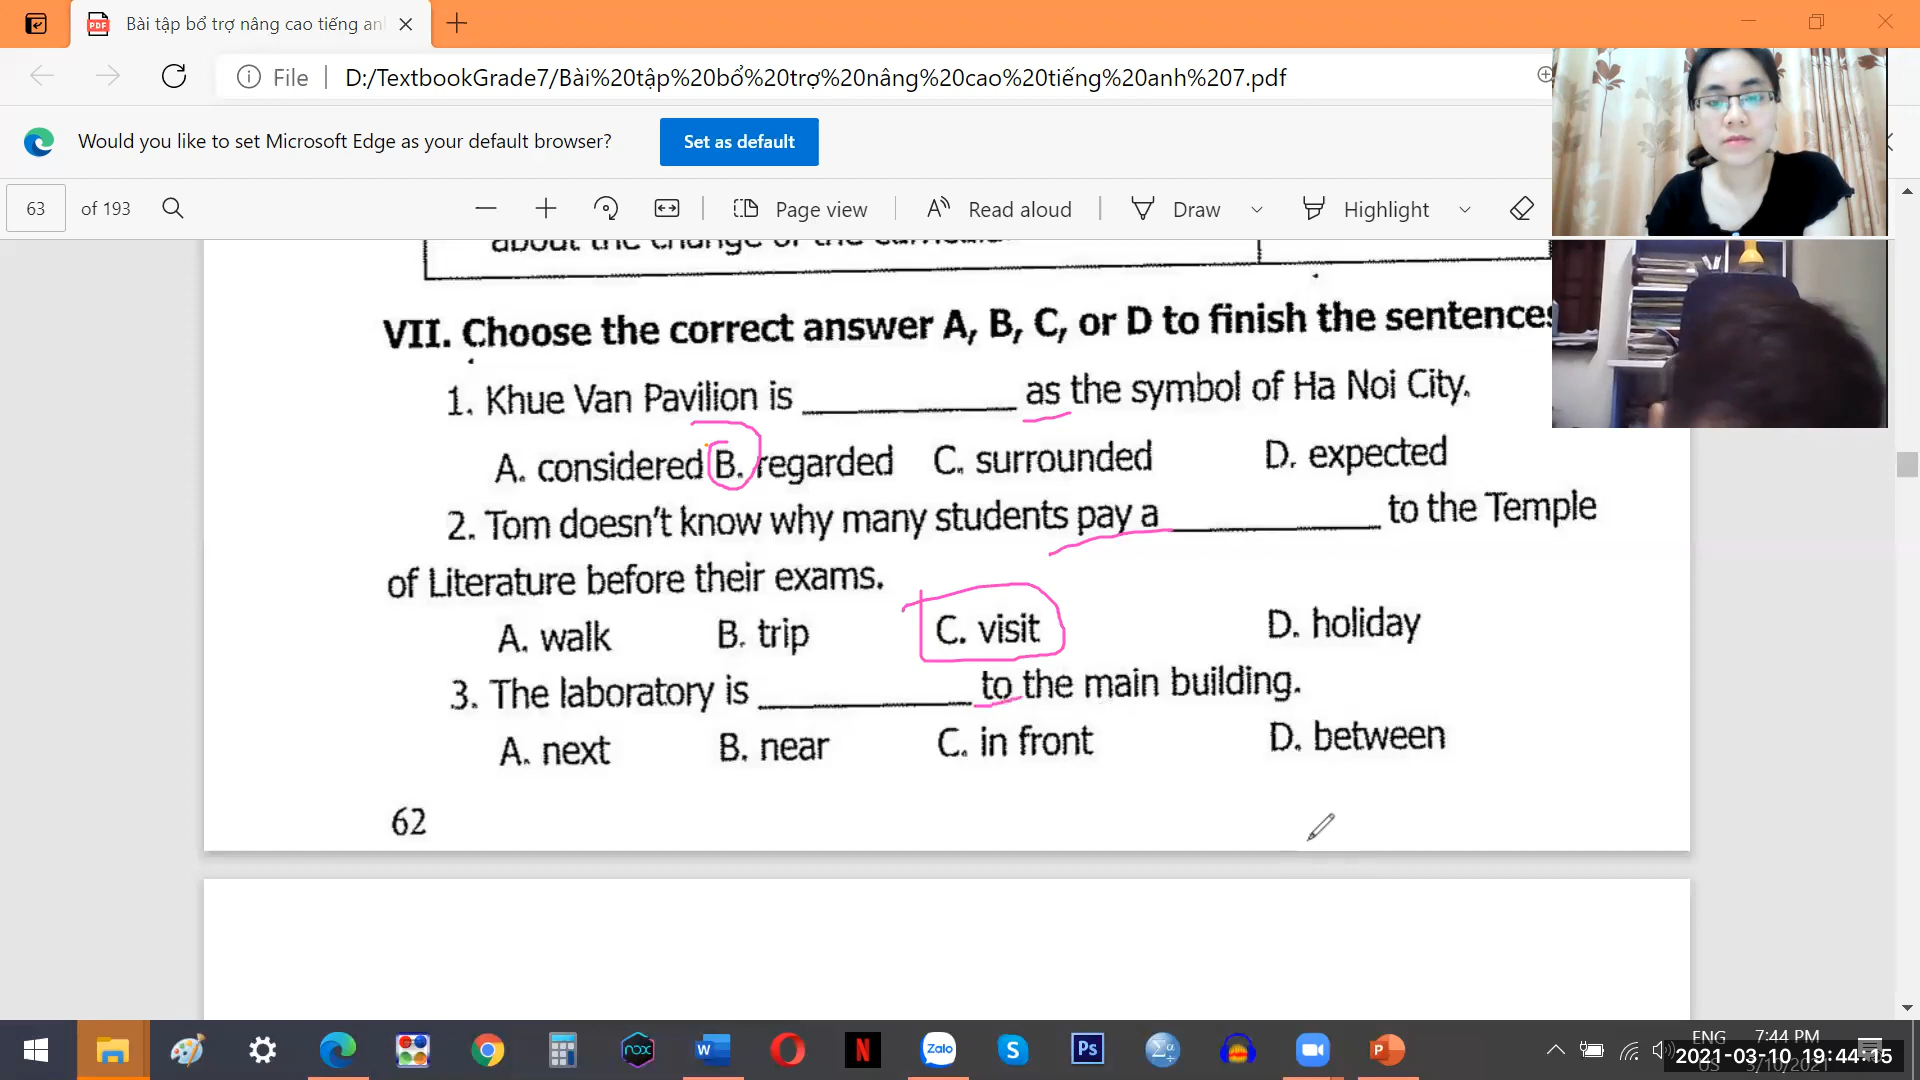 Bài tập bổ trợ nâng cao tiếng anh
File
D:/TextbookGrade7/Bài%20tập%20bổ%20trợ%20nâng%20cao%20tiếng%20anh%207.pdf
Would you like to set Microsoft Edge as your default browser?
Set as default
63
of 193
Page view
Read aloud
Draw
Highlight
about the change of the
VII. Choose the correct answer A, B, C, or D to finish the sentences
1. Khue Van Pavilion is ____________ as the symbol of Ha Noi City.
A. considered B. regarded C. surrounded D. expected
2. Tom doesn't know why many students pay a ____________ to the Temple
of Literature before their exams.
A. walk B. trip C. visit D. holiday
3. The laboratory is ____________ to the main building.
A. next B. near C. in front D. between
62
ENG
7:44 PM
2021-03-10 19:44:15